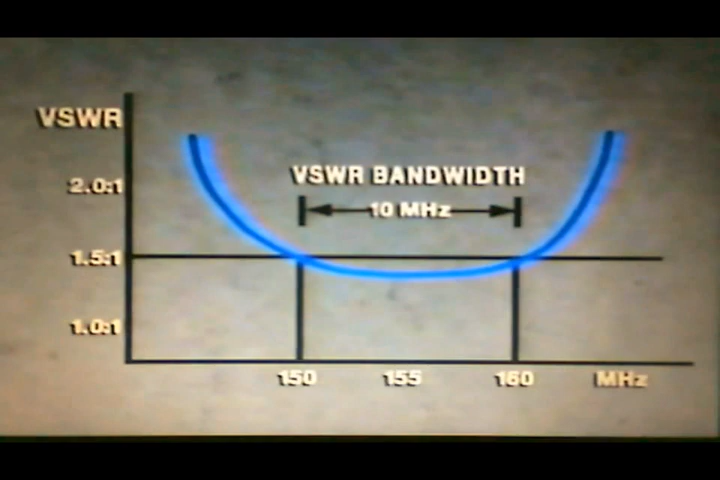 VSWR
VSWR BANDWIDTH
2.0:1
10 MHz
1.5:1
1.0:1
150 155 160 MHz